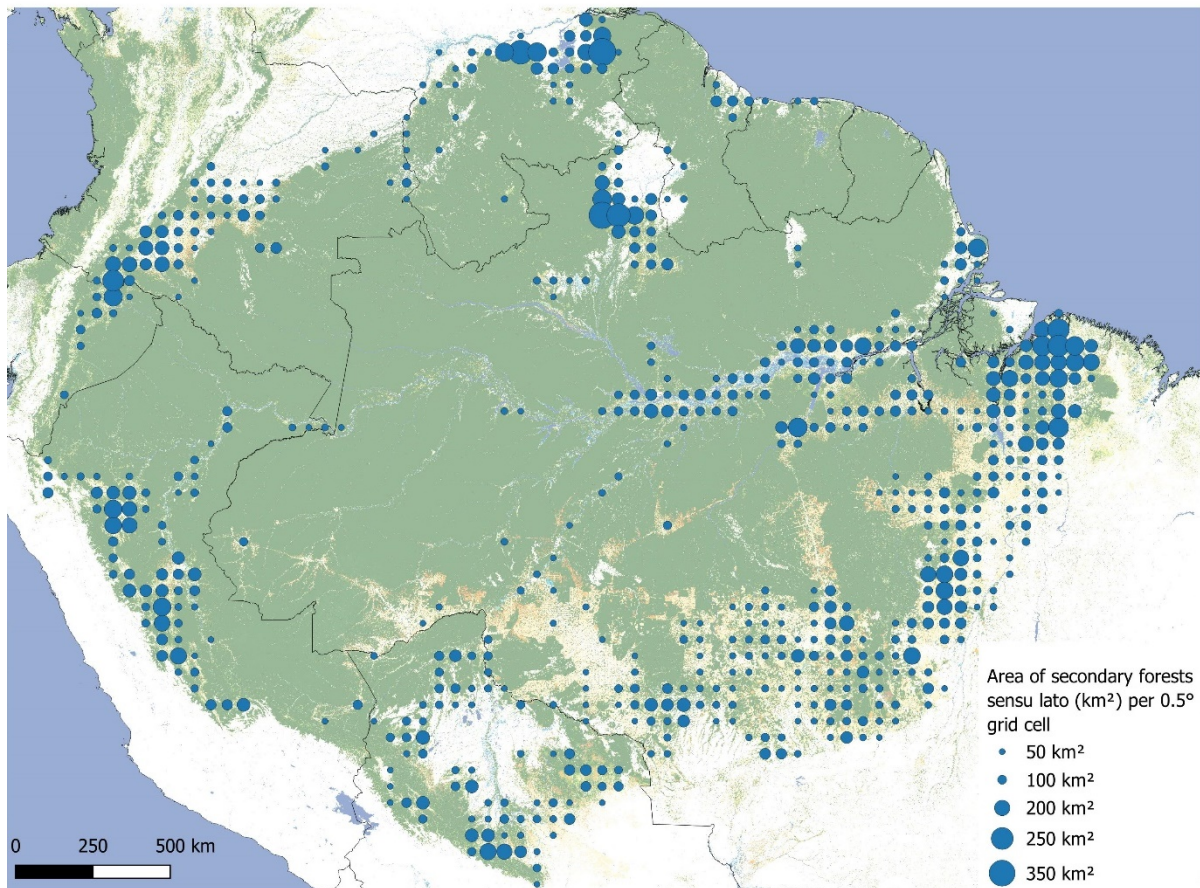 Area of secondary forests
sensu lato (km²) per 0.5°
grid cell
50 km²
100 km²
200 km²
250 km²
350 km²
0 250 500 km